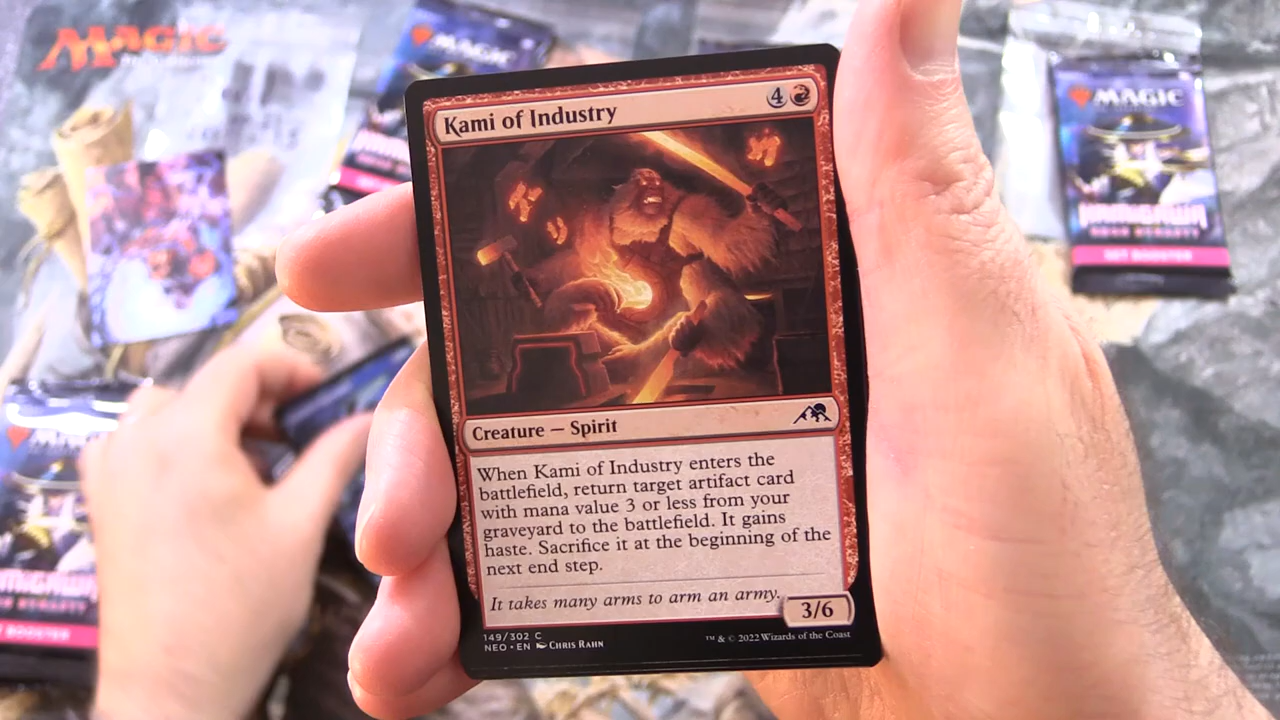 MAGIC
MAGIC
MAGIC
KAMIGAWA
NEON DYNASTY
SET BOOSTER
Kami of Industry
4
Creature — Spirit
When Kami of Industry enters the
battlefield, return target artifact card
with mana value 3 or less from your
graveyard to the battlefield. It gains
haste. Sacrifice it at the beginning of the
next end step.
It takes many arms to arm an army.
3/6
149/302 C
NEO • EN Chris Rahn
™ & © 2022 Wizards of the Coast